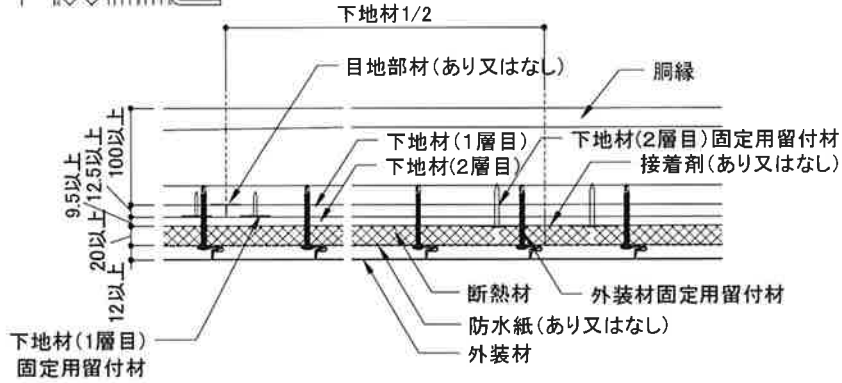 下地材1/2
目地部材(あり又はなし)
胴縁
下地材(1層目)
下地材(2層目)固定用留付材
下地材(2層目)
接着剤(あり又はなし)
100以上
12.5以上
9.5以上
20以上
12以上
断熱材
外装材固定用留付材
防水紙(あり又はなし)
外装材
下地材(1層目)
固定用留付材